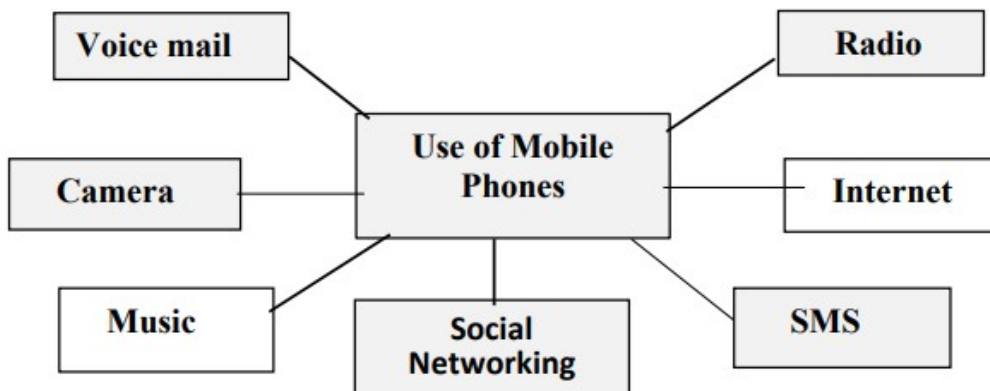 Voice mail
Radio
Use of Mobile
Phones
Camera
Internet
Music
Social
Networking
SMS